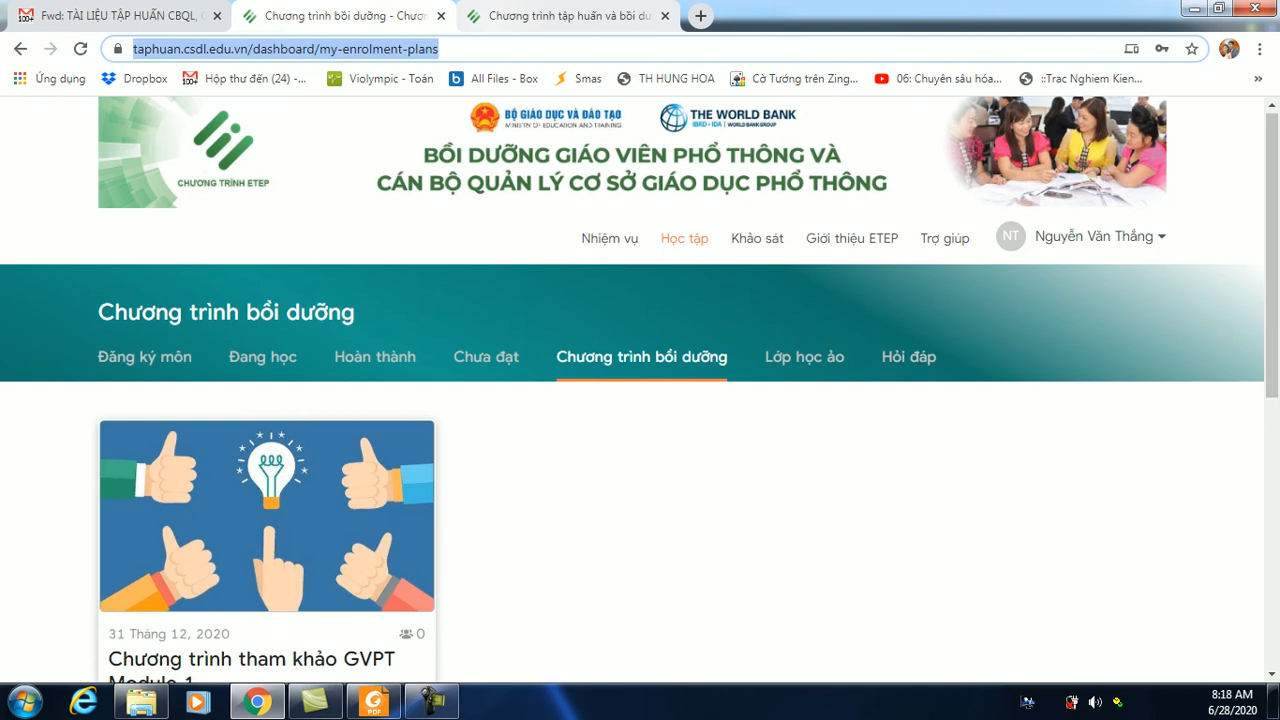 Fwd: TÀI LIỆU TẬP HUẤN CBQL,
Chương trình bồi dưỡng - Chươn
Chương trình tập huấn và bồi dư
taphuan.csdl.edu.vn/dashboard/my-enrolment-plans
Ứng dụng
Dropbox
Hộp thư đến (24) -...
Violympic - Toán
All Files - Box
Smas
TH HUNG HOA
Cờ Tướng trên Zing...
06: Chuyên sâu hóa...
::Trac Nghiem Kien...
»
CHƯƠNG TRÌNH ETEP
BỘ GIÁO DỤC VÀ ĐÀO TẠO
MINISTRY OF EDUCATION AND TRAINING
THE WORLD BANK
IBRD • IDA | WORLD BANK GROUP
BỒI DƯỠNG GIÁO VIÊN PHỔ THÔNG VÀ
CÁN BỘ QUẢN LÝ CƠ SỞ GIÁO DỤC PHỔ THÔNG
Nhiệm vụ
Học tập
Khảo sát
Giới thiệu ETEP
Trợ giúp
NT
Nguyễn Văn Thắng
Chương trình bồi dưỡng
Đăng ký môn
Đang học
Hoàn thành
Chưa đạt
Chương trình bồi dưỡng
Lớp học ảo
Hỏi đáp
31 Tháng 12, 2020
0
Chương trình tham khảo GVPT
Module 1
PDF
8:18 AM
6/28/2020